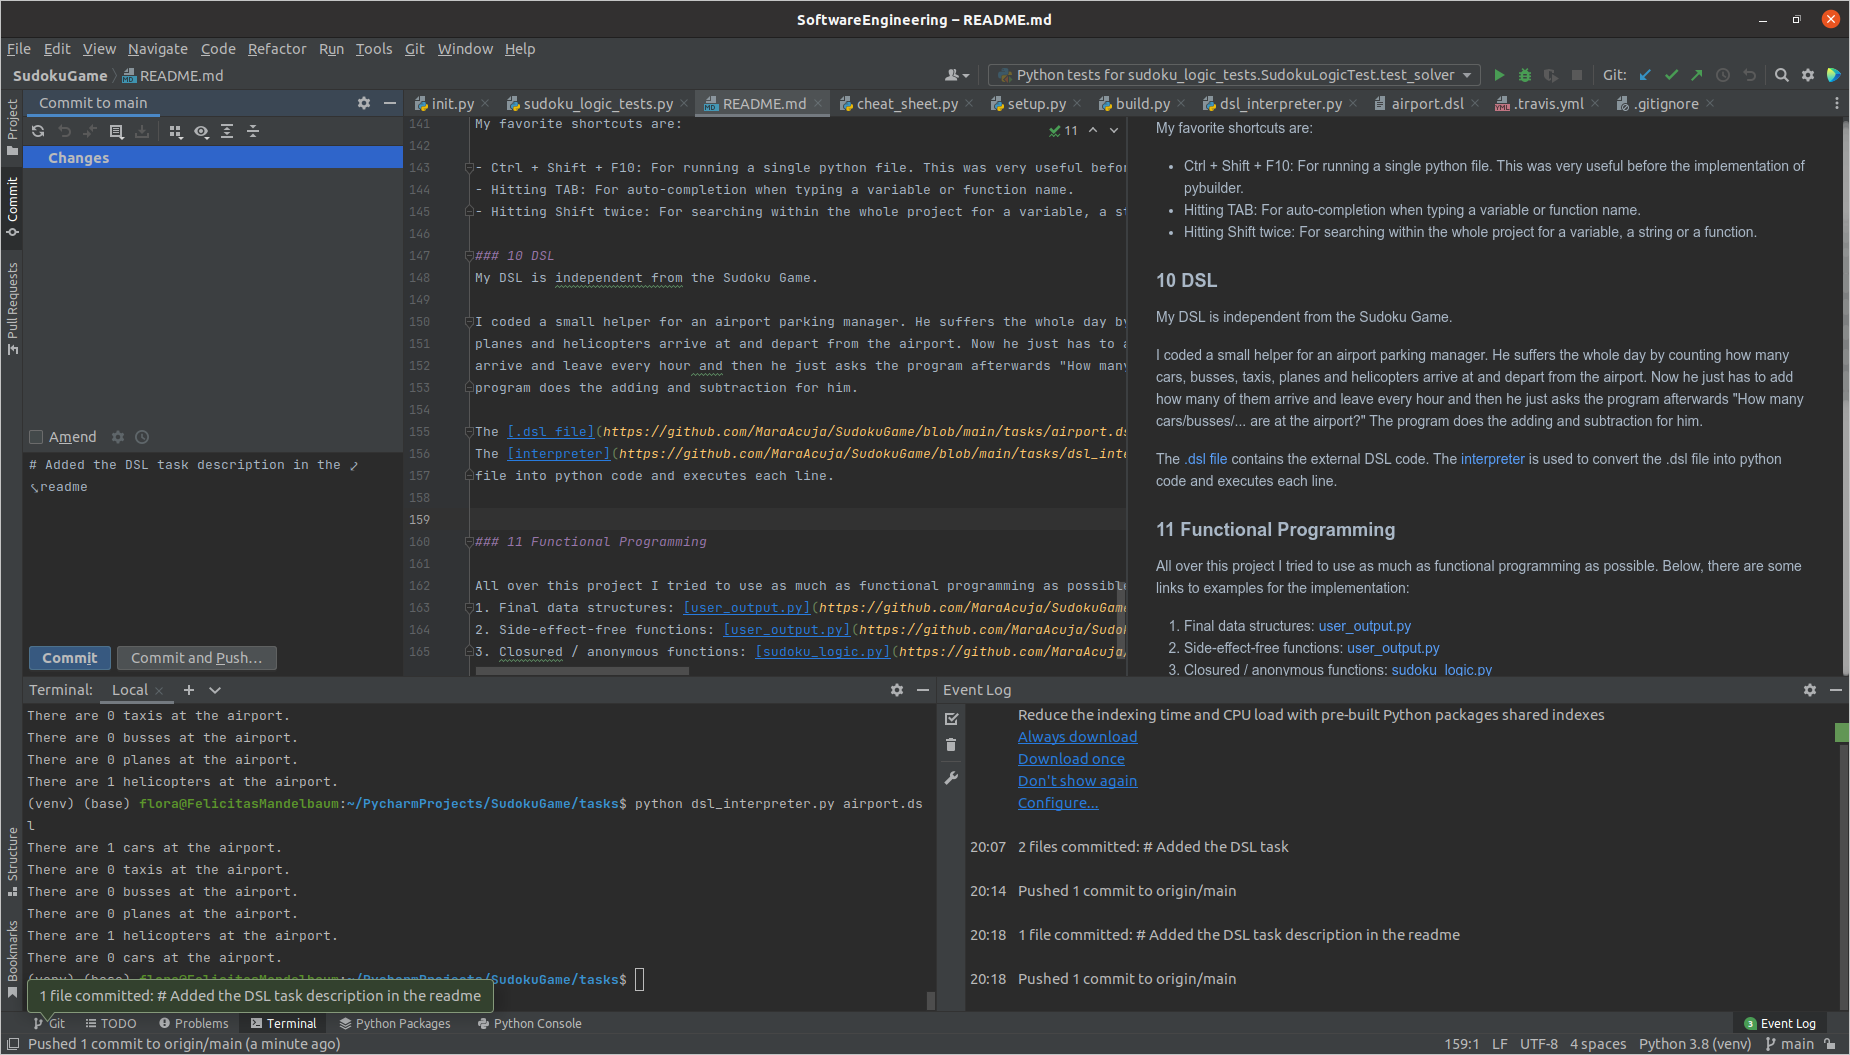 SoftwareEngineering – README.md
File Edit View Navigate Code Refactor Run Tools Git Window Help
SudokuGame README.md
Python tests for sudoku_logic_tests.SudokuLogicTest.test_solver
Git:
Project
Commit
Pull Requests
Structure
Bookmarks
Commit to main
Changes
Amend
# Added the DSL task description in the
readme
Commit
Commit and Push...
init.py sudoku_logic_tests.py README.md cheat_sheet.py setup.py build.py dsl_interpreter.py airport.dsl .travis.yml .gitignore
11
141 My favorite shortcuts are:
142
143 - Ctrl + Shift + F10: For running a single python file. This was very useful befor
144 - Hitting TAB: For auto-completion when typing a variable or function name.
145 - Hitting Shift twice: For searching within the whole project for a variable, a st
146
147 ### 10 DSL
148 My DSL is independent from the Sudoku Game.
149
150 I coded a small helper for an airport parking manager. He suffers the whole day by
151 planes and helicopters arrive at and depart from the airport. Now he just has to a
152 arrive and leave every hour and then he just asks the program afterwards "How many
153 program does the adding and subtraction for him.
154
155 The [.dsl file](https://github.com/MaraAcuja/SudokuGame/blob/main/tasks/airport.ds
156 The [interpreter](https://github.com/MaraAcuja/SudokuGame/blob/main/tasks/dsl_inte
157 file into python code and executes each line.
158
159
160 ### 11 Functional Programming
161
162 All over this project I tried to use as much as functional programming as possible
163 1. Final data structures: [user_output.py](https://github.com/MaraAcuja/SudokuGame
164 2. Side-effect-free functions: [user_output.py](https://github.com/MaraAcuja/Sudok
165 3. Closured / anonymous functions: [sudoku_logic.py](https://github.com/MaraAcuja/
My favorite shortcuts are:
• Ctrl + Shift + F10: For running a single python file. This was very useful before the implementation of
pybuilder.
• Hitting TAB: For auto-completion when typing a variable or function name.
• Hitting Shift twice: For searching within the whole project for a variable, a string or a function.
10 DSL
My DSL is independent from the Sudoku Game.
I coded a small helper for an airport parking manager. He suffers the whole day by counting how many
cars, busses, taxis, planes and helicopters arrive at and depart from the airport. Now he just has to add
how many of them arrive and leave every hour and then he just asks the program afterwards "How many
cars/busses/... are at the airport?" The program does the adding and subtraction for him.
The .dsl file contains the external DSL code. The interpreter is used to convert the .dsl file into python
code and executes each line.
11 Functional Programming
All over this project I tried to use as much as functional programming as possible. Below, there are some
links to examples for the implementation:
1. Final data structures: user_output.py
2. Side-effect-free functions: user_output.py
3. Closured / anonymous functions: sudoku_logic.py
Terminal: Local
There are 0 taxis at the airport.
There are 0 busses at the airport.
There are 0 planes at the airport.
There are 1 helicopters at the airport.
(venv) (base) flora@FelicitasMandelbaum:~/PycharmProjects/SudokuGame/tasks$ python dsl_interpreter.py airport.ds
l
There are 1 cars at the airport.
There are 0 taxis at the airport.
There are 0 busses at the airport.
There are 0 planes at the airport.
There are 1 helicopters at the airport.
There are 0 cars at the airport.
(venv) (base) flora@FelicitasMandelbaum:~/PycharmProjects/SudokuGame/tasks$
1 file committed: # Added the DSL task description in the readme
Event Log
Reduce the indexing time and CPU load with pre-built Python packages shared indexes
Always download
Download once
Don't show again
Configure...
20:07 2 files committed: # Added the DSL task
20:14 Pushed 1 commit to origin/main
20:18 1 file committed: # Added the DSL task description in the readme
20:18 Pushed 1 commit to origin/main
Git TODO Problems Terminal Python Packages Python Console
3 Event Log
Pushed 1 commit to origin/main (a minute ago)
159:1 LF UTF-8 4 spaces Python 3.8 (venv) main